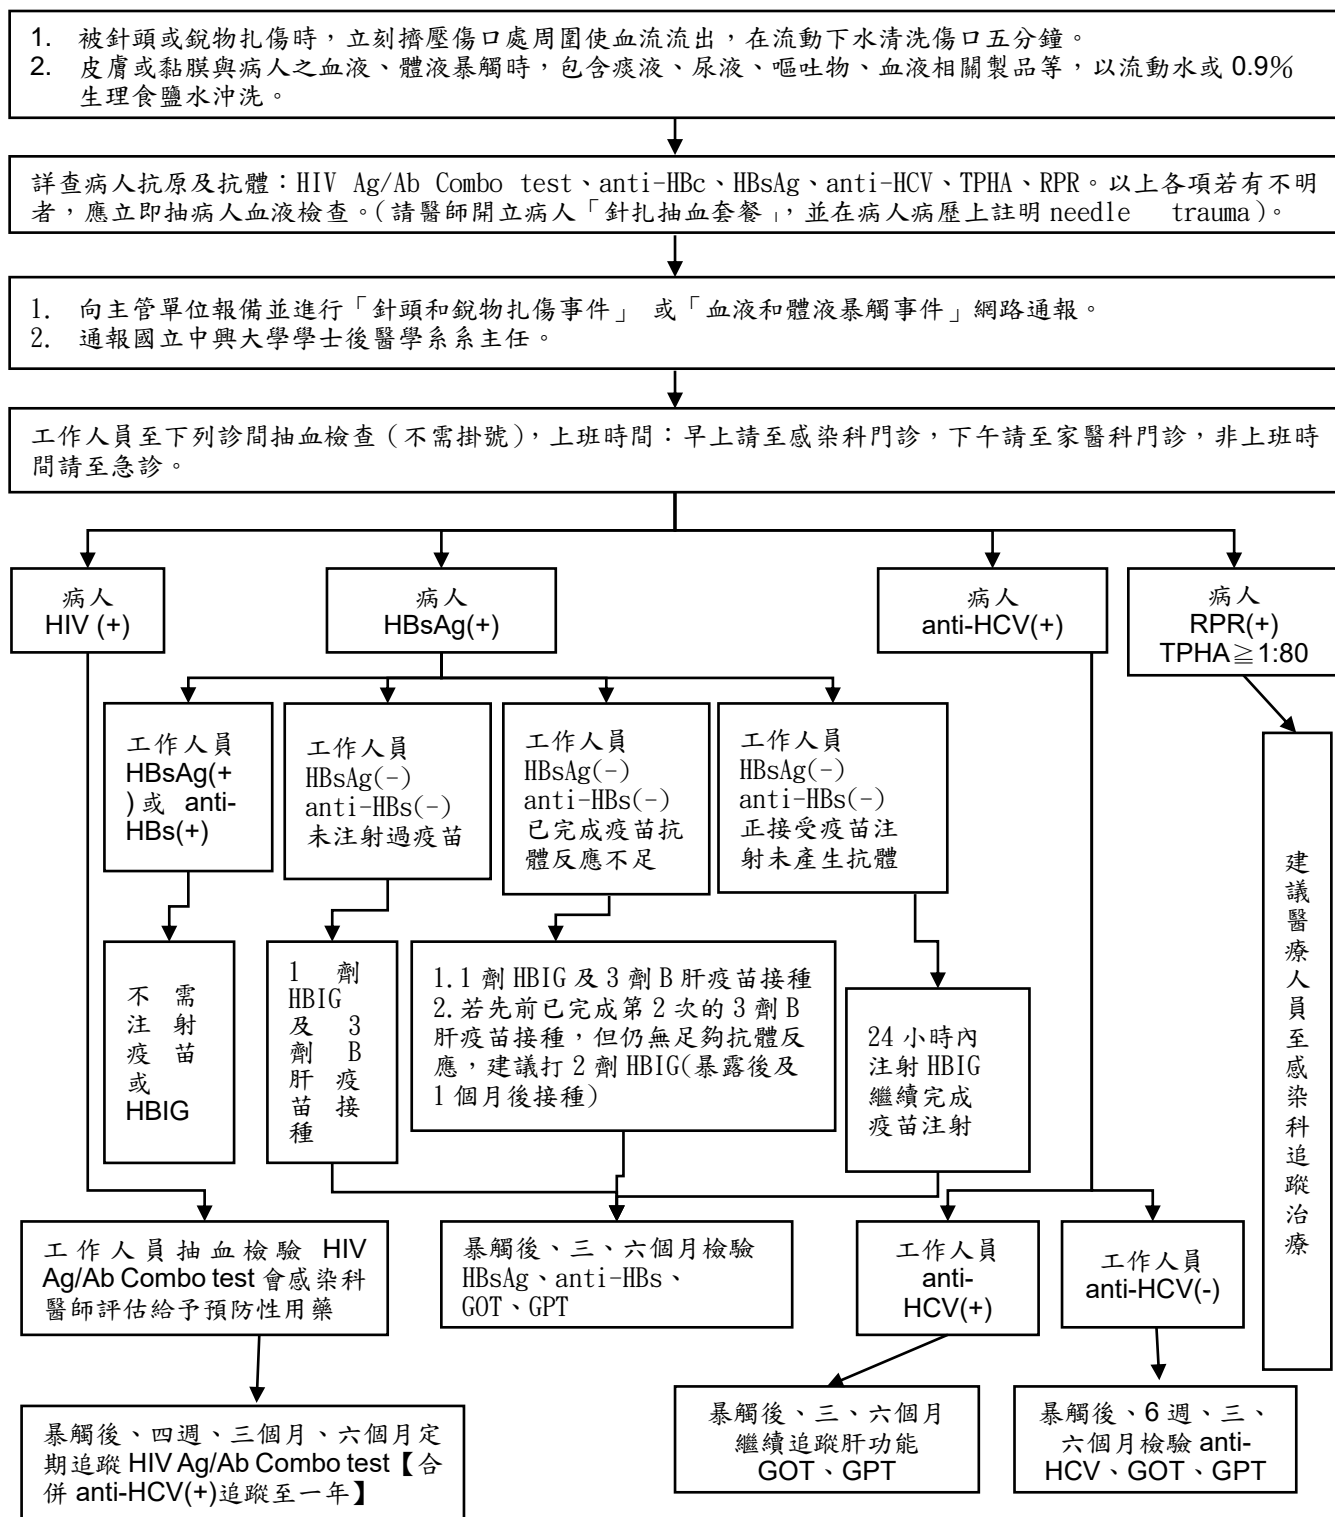 1. 被針頭或銳物扎傷時，立刻擠壓傷口處周圍使血流流出，在流動下水清洗傷口五分鐘。
2. 皮膚或黏膜與病人之血液、體液暴觸時，包含痰液、尿液、嘔吐物、血液相關製品等，以流動水或 0.9%
生理食鹽水沖洗。
詳查病人抗原及抗體：HIV Ag/Ab Combo test、anti-HBc、HBsAg、anti-HCV、TPHA、RPR。以上各項若有不明
者，應立即抽病人血液檢查。(請醫師開立病人「針扎抽血套餐」，並在病人病歷上註明 needle trauma)。
1. 向主管單位報備並進行「針頭和銳物扎傷事件」 或「血液和體液暴觸事件」網路通報。
2. 通報國立中興大學學士後醫學系系主任。
工作人員至下列診間抽血檢查（不需掛號），上班時間：早上請至感染科門診，下午請至家醫科門診，非上班時
間請至急診。
病人
HIV (+)
病人
HBsAg(+)
病人
anti-HCV(+)
病人
RPR(+)
TPHA≧1:80
工作人員
HBsAg(+
)或 anti-
HBs(+)
工作人員
HBsAg(-)
anti-HBs(-)
未注射過疫苗
工作人員
HBsAg(-)
anti-HBs(-)
已完成疫苗抗
體反應不足
工作人員
HBsAg(-)
anti-HBs(-)
正接受疫苗注
射未產生抗體
不需
注射
疫苗
或
HBIG
1 劑
HBIG
及 3
劑 B
肝疫
苗接
種
1.1 劑 HBIG 及 3 劑 B 肝疫苗接種
2.若先前已完成第 2 次的 3 劑 B
肝疫苗接種，但仍無足夠抗體反
應，建議打 2 劑 HBIG(暴露後及
1 個月後接種)
24 小時內
注射 HBIG
繼續完成
疫苗注射
建議醫療人員至感染科追蹤治療
工作人員抽血檢驗 HIV
Ag/Ab Combo test 會感染科
醫師評估給予預防性用藥
暴觸後、三、六個月檢驗
HBsAg、anti-HBs、
GOT、GPT
工作人員
anti-
HCV(+)
工作人員
anti-HCV(-)
暴觸後、四週、三個月、六個月定
期追蹤 HIV Ag/Ab Combo test【合
併 anti-HCV(+)追蹤至一年】
暴觸後、三、六個月
繼續追蹤肝功能
GOT、GPT
暴觸後、6 週、三、
六個月檢驗 anti-
HCV、GOT、GPT